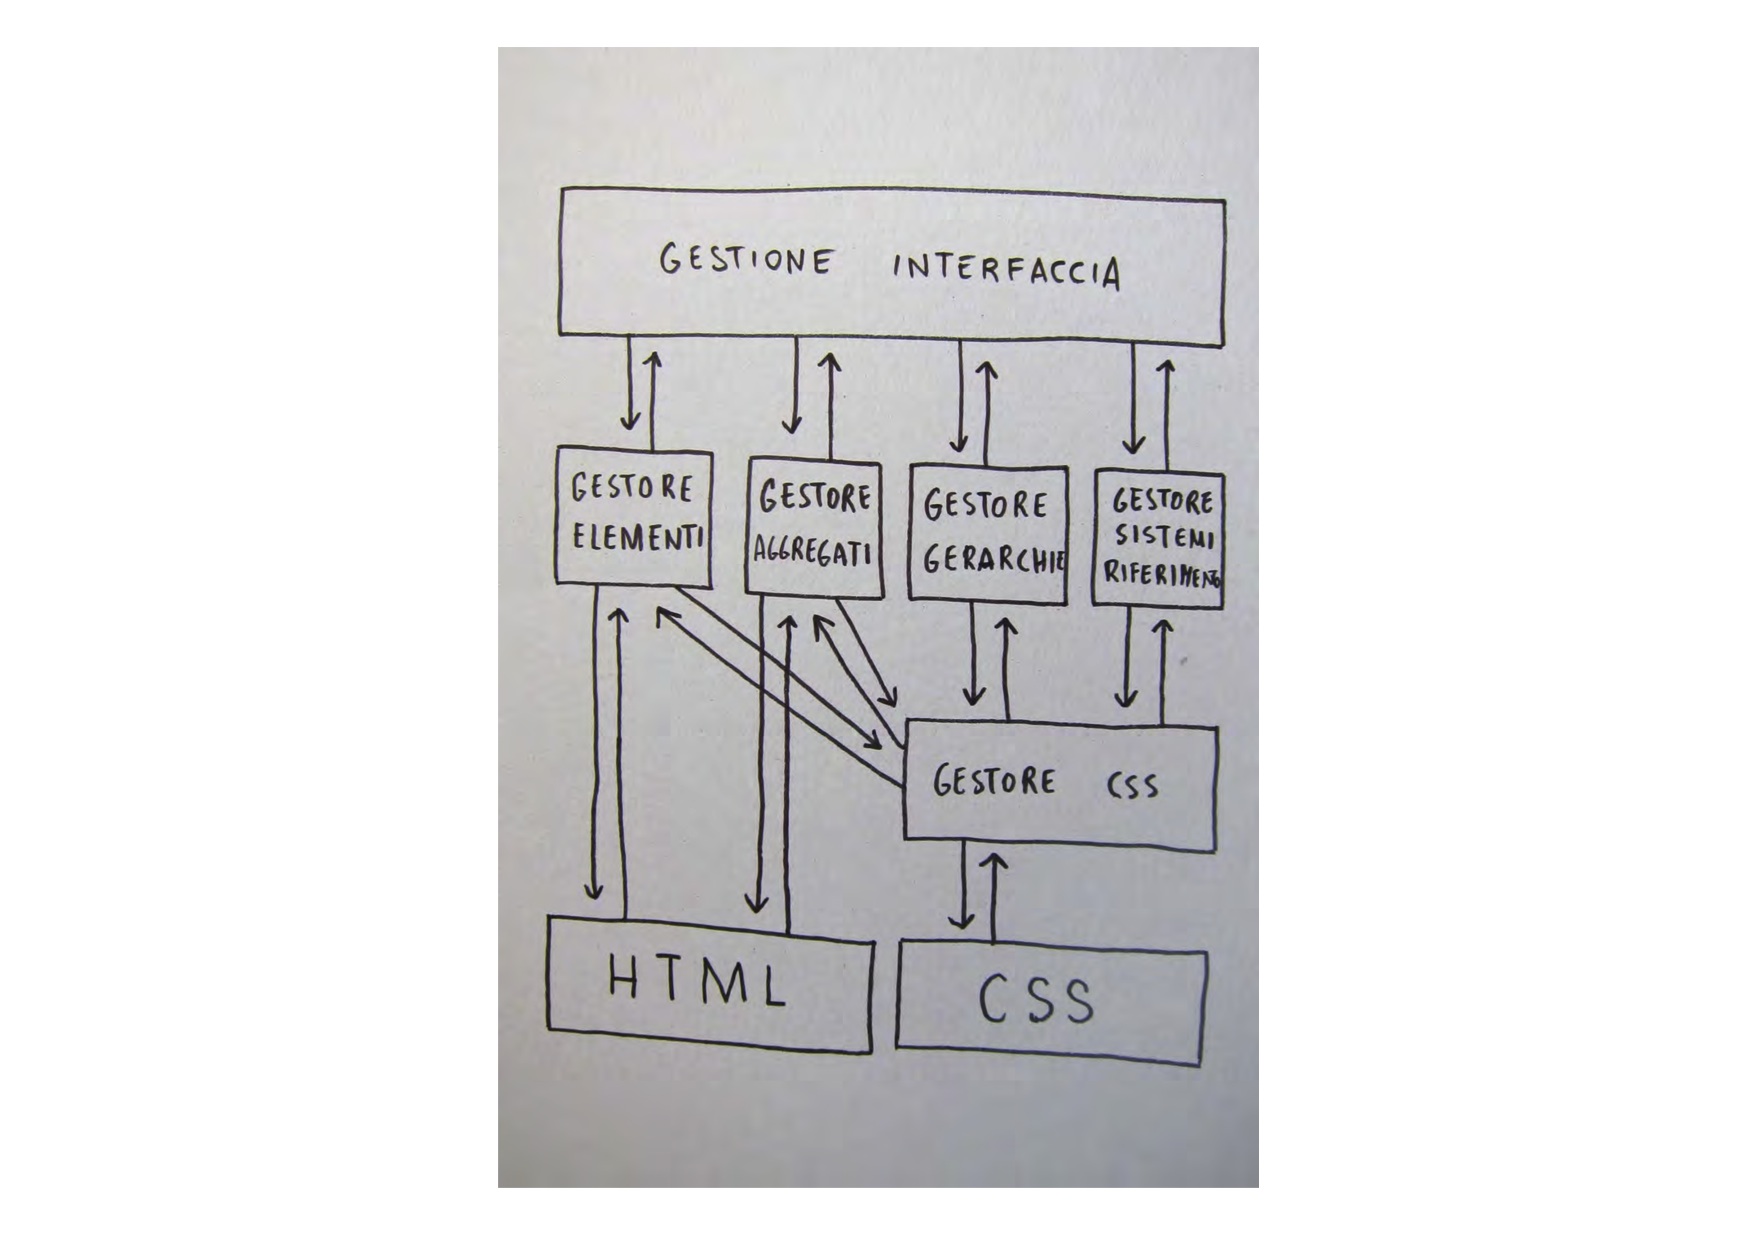 GESTIONE INTERFACCIA
GESTORE
ELEMENTI
GESTORE
AGGREGATI
GESTORE
GERARCHIE
GESTORE
SISTEMI
RIFERIMENTO
GESTORE CSS
HTML
CSS